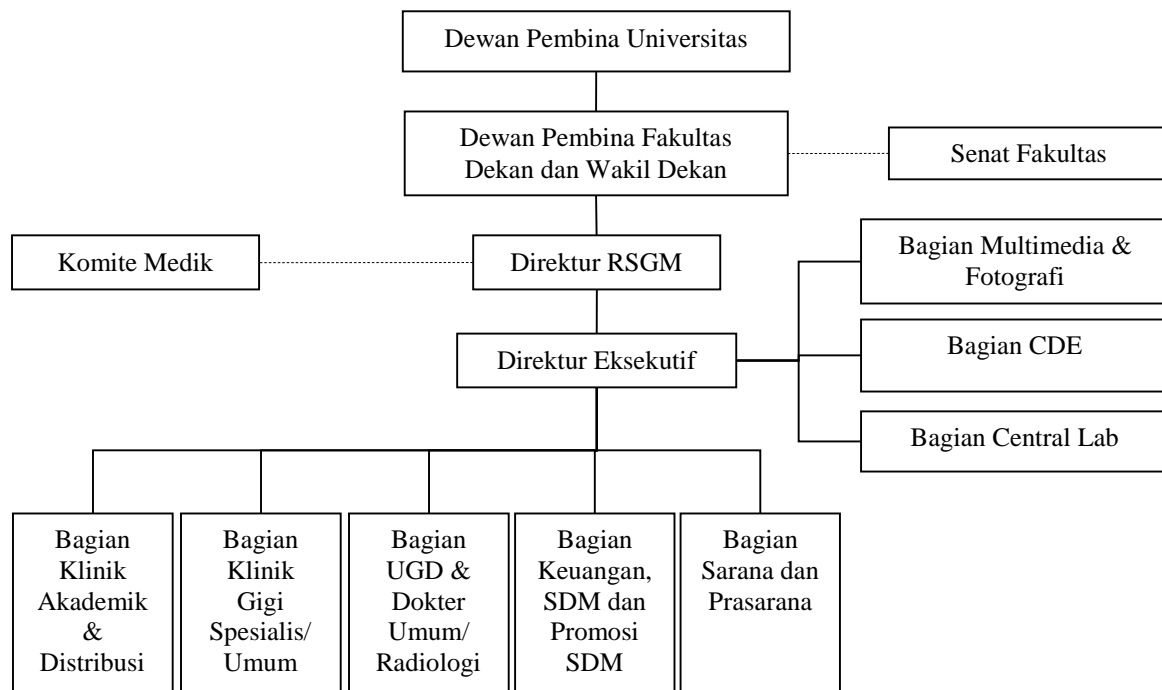 Dewan Pembina Universitas
Dewan Pembina Fakultas
Dekan dan Wakil Dekan
Senat Fakultas
Komite Medik
Direktur RSGM
Bagian Multimedia &
Fotografi
Direktur Eksekutif
Bagian CDE
Bagian Central Lab
Bagian
Klinik
Akademik
&
Distribusi
Bagian
Klinik
Gigi
Spesialis/
Umum
Bagian
UGD &
Dokter
Umum/
Radiologi
Bagian
Keuangan,
SDM dan
Promosi
SDM
Bagian
Sarana dan
Prasarana